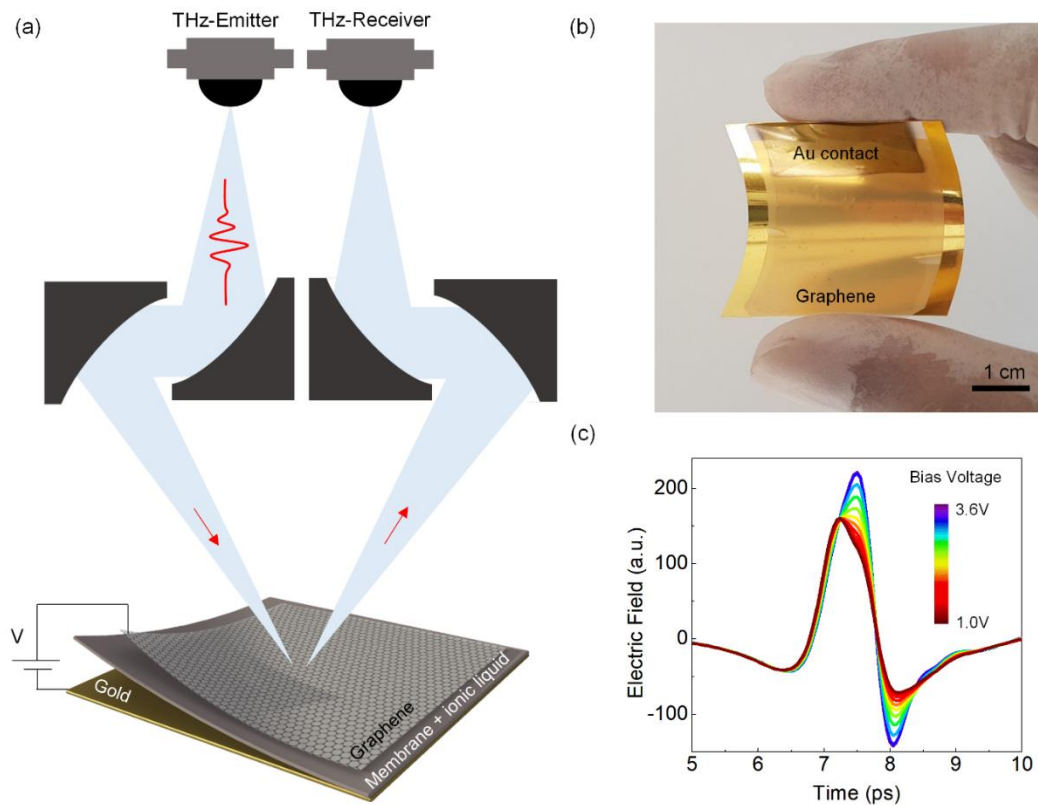 (a)
THz-Emitter THz-Receiver
V
Gold
Graphene
Membrane + ionic liquid
(b)
Au contact
Graphene
1 cm
(c)
200
100
0
-100
Electric Field (a.u.)
Bias Voltage
3.6V
1.0V
5 6 7 8 9 10
Time (ps)